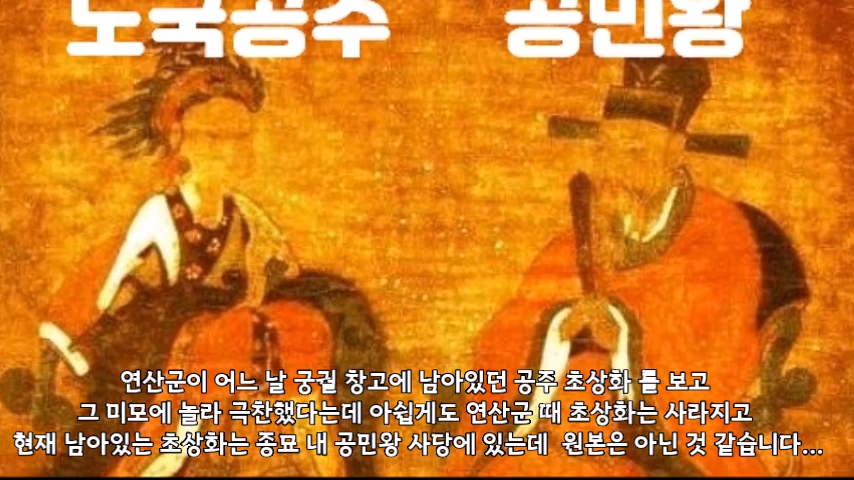 노국공주 공민왕
연산군이 어느 날 궁궐 창고에 남아있던 공주 초상화 를 보고
그 미모에 놀라 극찬했다는데 아쉽게도 연산군 때 초상화는 사라지고
현재 남아있는 초상화는 종묘 내 공민왕 사당에 있는데 원본은 아닌 것 같습니다...